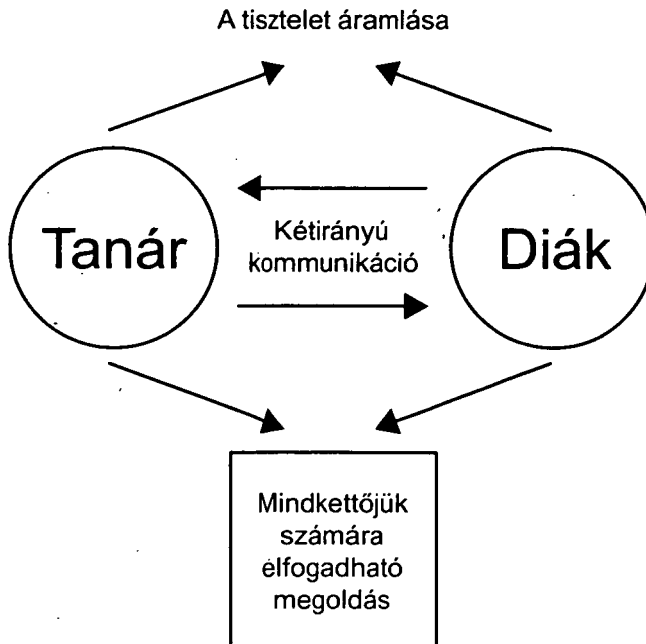 A tisztelet áramlása
Tanár
Kétirányú
kommunikáció
Diák
Mindkettőjük
számára
elfogadható
megoldás